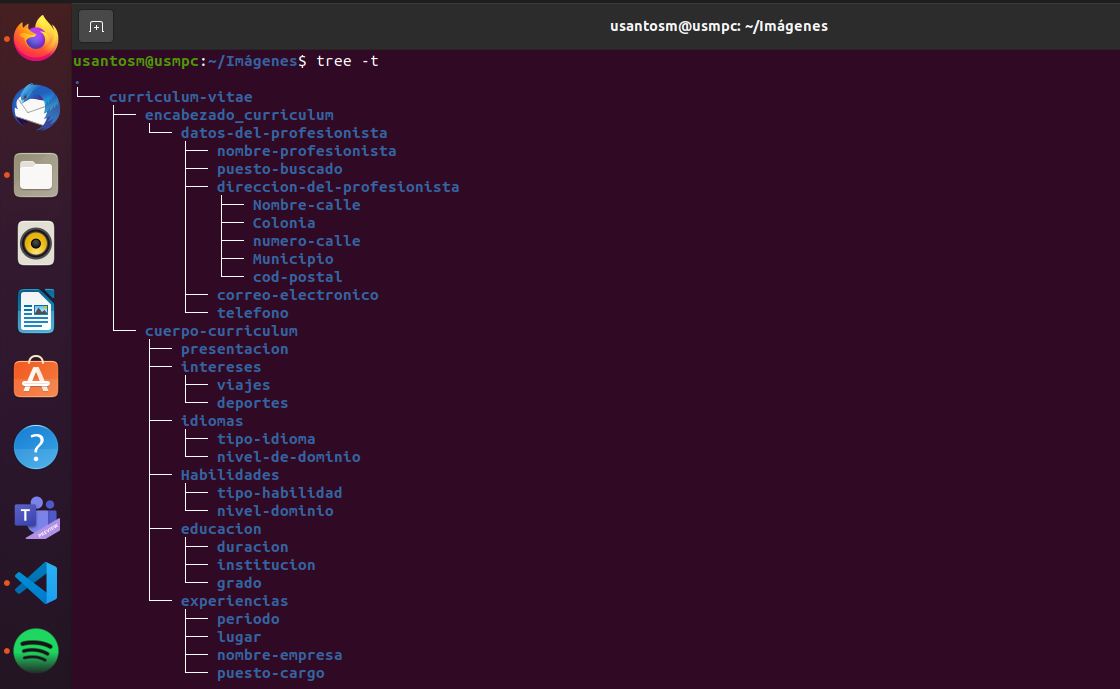 usantosm@usmpc: ~/Imágenes
usantosm@usmpc:~/Imágenes$ tree -t
.
└── curriculum-vitae
    ├── encabezado_curriculum
    │   └── datos-del-profesionista
    │       ├── nombre-profesionista
    │       ├── puesto-buscado
    │       ├── direccion-del-profesionista
    │       │   ├── Nombre-calle
    │       │   ├── Colonia
    │       │   ├── numero-calle
    │       │   ├── Municipio
    │       │   └── cod-postal
    │       ├── correo-electronico
    │       └── telefono
    └── cuerpo-curriculum
        ├── presentacion
        ├── intereses
        │   ├── viajes
        │   └── deportes
        ├── idiomas
        │   ├── tipo-idioma
        │   └── nivel-de-dominio
        ├── Habilidades
        │   ├── tipo-habilidad
        │   └── nivel-dominio
        ├── educacion
        │   ├── duracion
        │   ├── institucion
        │   └── grado
        └── experiencias
            ├── periodo
            ├── lugar
            ├── nombre-empresa
            └── puesto-cargo
T
PREVIEW